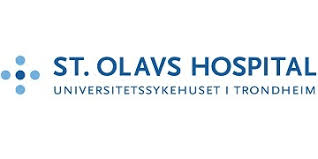 ST. OLAVS HOSPITAL
UNIVERSITETSSYKEHUSET I TRONDHEIM